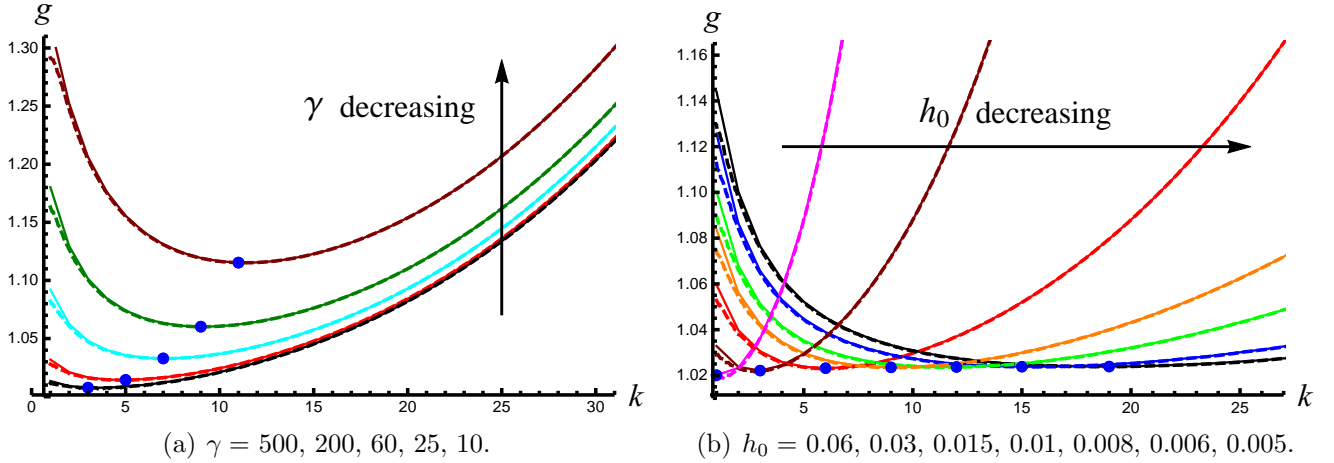 g
1.30
1.25
1.20
1.15
1.10
1.05
0 5 10 15 20 25 30 k
γ decreasing
(a) γ = 500, 200, 60, 25, 10.
g
1.16
1.14
1.12
1.10
1.08
1.06
1.04
1.02
5 10 15 20 25 k
h₀ decreasing
(b) h₀ = 0.06, 0.03, 0.015, 0.01, 0.008, 0.006, 0.005.